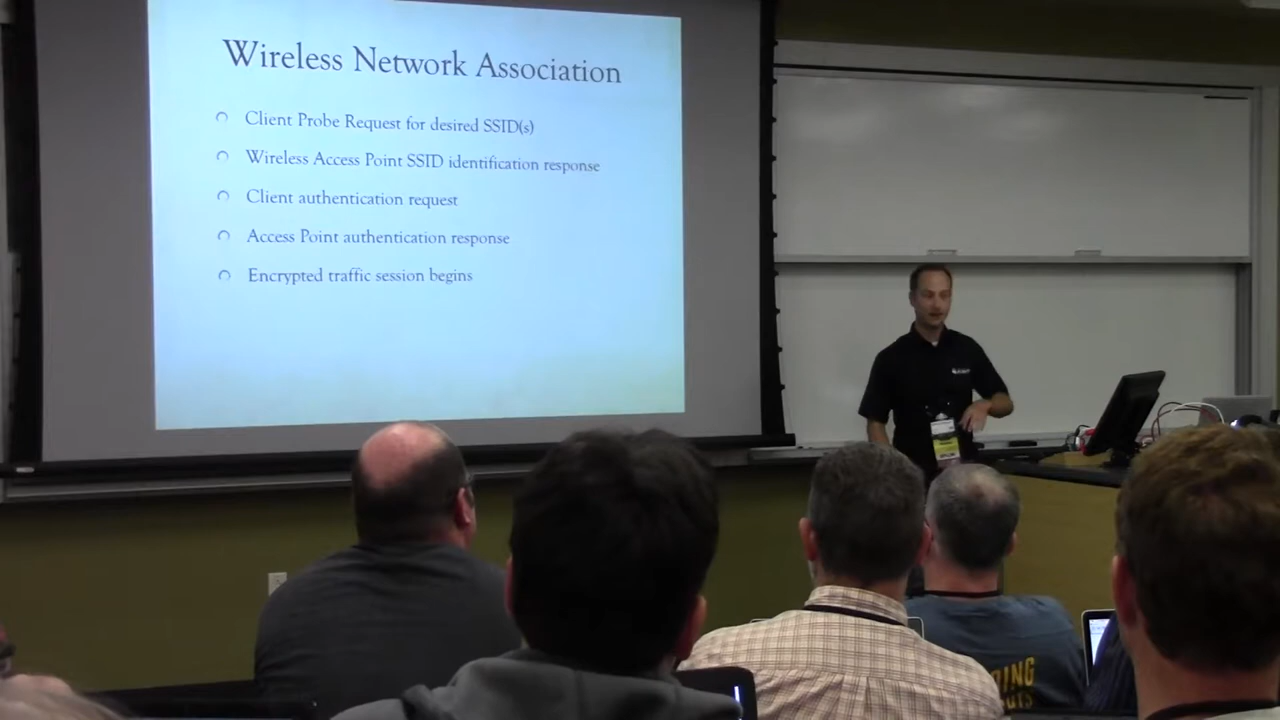 Wireless Network Association
Client Probe Request for desired SSID(s)
Wireless Access Point SSID identification response
Client authentication request
Access Point authentication response
Encrypted traffic session begins